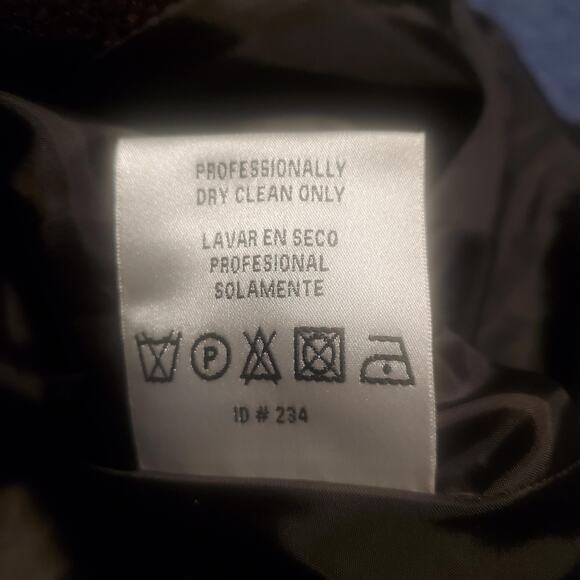 PROFESSIONALLY
DRY CLEAN ONLY
LAVAR EN SECO
PROFESIONAL
SOLAMENTE
P
ID # 234